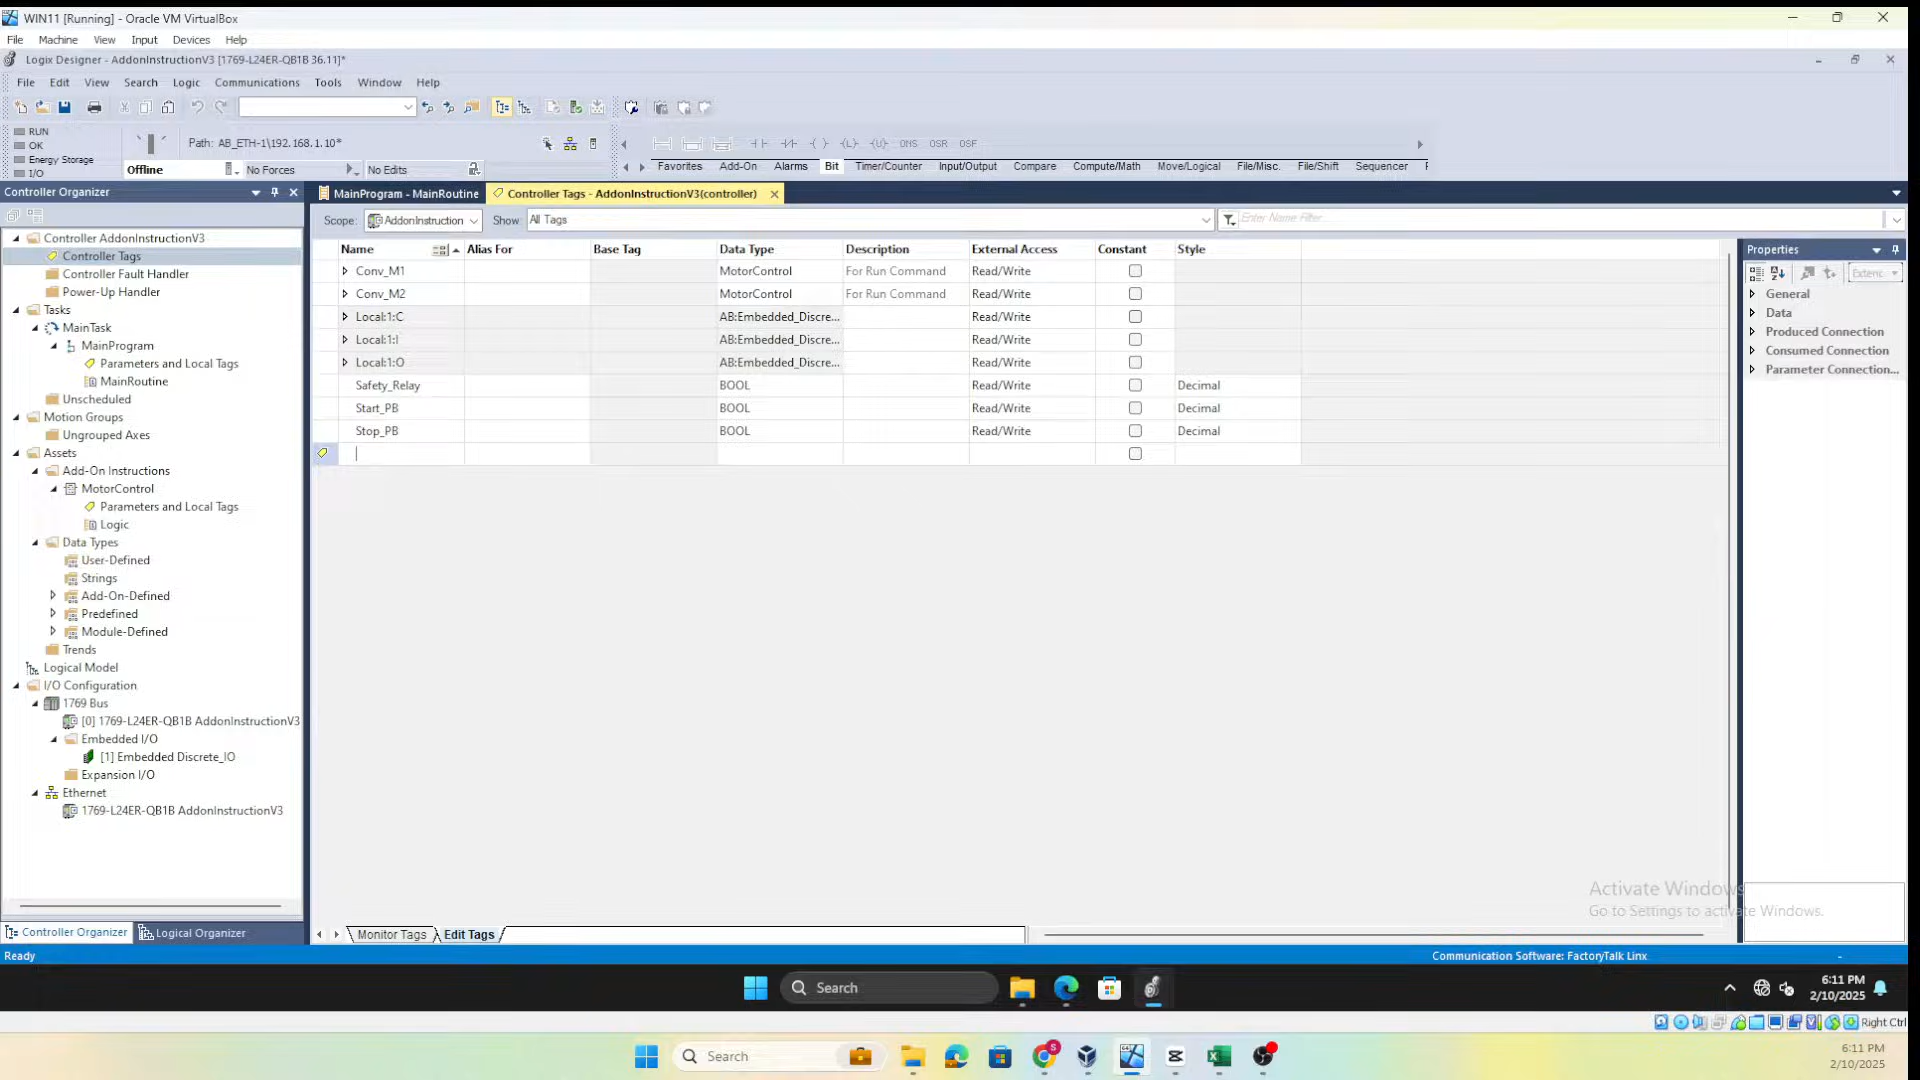 WIN11 [Running] - Oracle VM VirtualBox
File Machine View Input Devices Help
Logix Designer - AddonInstructionV3 [1769-L24ER-QB1B 36.11]*
File Edit View Search Logic Communications Tools Window Help
RUN
OK
Energy Storage
I/O
Path: AB_ETH-1\192.168.1.10*
Offline No Forces No Edits
ONS OSR OSF
Favorites Add-On Alarms Bit Timer/Counter Input/Output Compare Compute/Math Move/Logical File/Misc. File/Shift Sequencer
Controller Organizer
MainProgram - MainRoutine
Controller Tags - AddonInstructionV3(controller)
Scope: AddonInstruction Show: All Tags Enter Name Filter...
Controller AddonInstructionV3
Controller Tags
Controller Fault Handler
Power-Up Handler
Tasks
MainTask
MainProgram
Parameters and Local Tags
MainRoutine
Unscheduled
Motion Groups
Ungrouped Axes
Assets
Add-On Instructions
MotorControl
Parameters and Local Tags
Logic
Data Types
User-Defined
Strings
Add-On-Defined
Predefined
Module-Defined
Trends
Logical Model
I/O Configuration
1769 Bus
[0] 1769-L24ER-QB1B AddonInstructionV3
Embedded I/O
[1] Embedded Discrete_IO
Expansion I/O
Ethernet
1769-L24ER-QB1B AddonInstructionV3
Controller Organizer Logical Organizer
Name Alias For Base Tag Data Type Description External Access Constant Style
Conv_M1 MotorControl For Run Command Read/Write
Conv_M2 MotorControl For Run Command Read/Write
Local:1:C AB:Embedded_Discre... Read/Write
Local:1:I AB:Embedded_Discre... Read/Write
Local:1:O AB:Embedded_Discre... Read/Write
Safety_Relay BOOL Read/Write Decimal
Start_PB BOOL Read/Write Decimal
Stop_PB BOOL Read/Write Decimal
Monitor Tags Edit Tags
Properties
Extenc
General
Data
Produced Connection
Consumed Connection
Parameter Connection...
Activate Windows
Go to Settings to activate Windows.
Ready Communication Software: FactoryTalk Linx
Search
6:11 PM
2/10/2025
Right Ctrl
Search
6:11 PM
2/10/2025